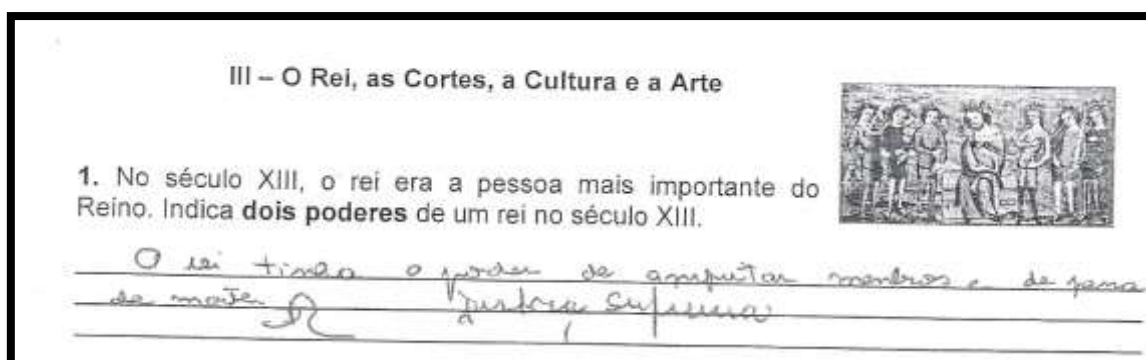 III – O Rei, as Cortes, a Cultura e a Arte
1. No século XIII, o rei era a pessoa mais importante do
Reino. Indica dois poderes de um rei no século XIII.
O rei tinha o poder de amputar membros e de pena
de morte Justiça Suprema